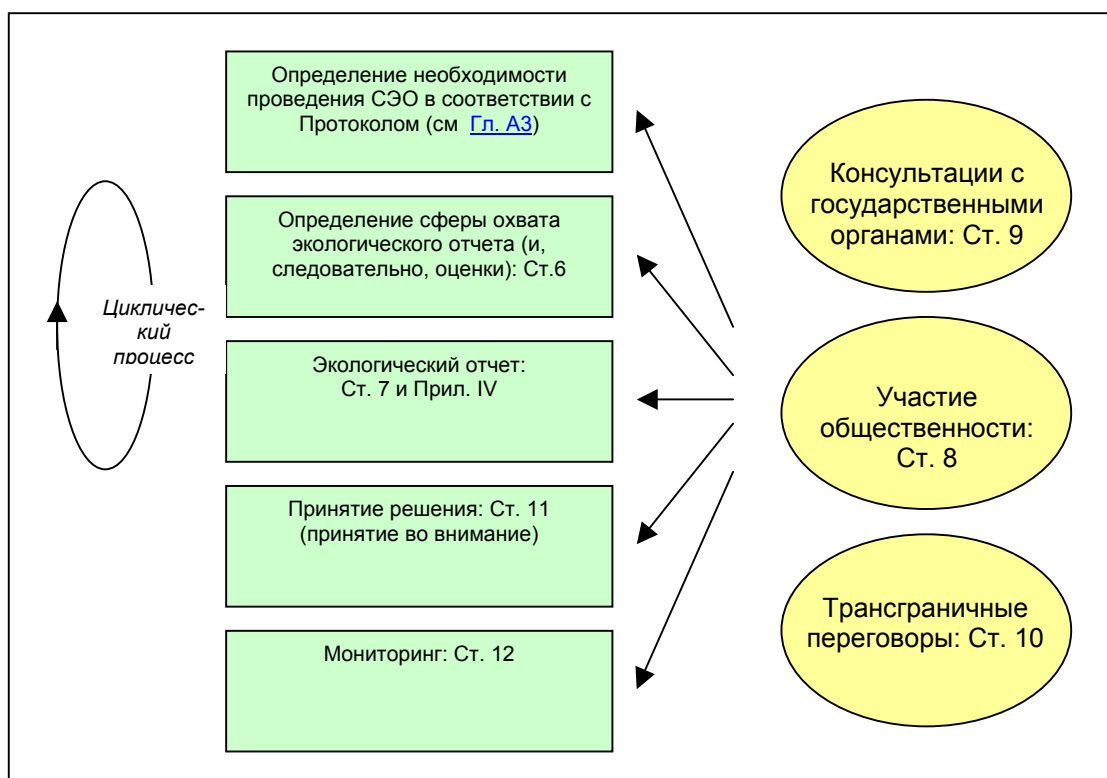 Определение необходимости
проведения СЭО в соответствии с
Протоколом (см Гл. А3)
Определение сферы охвата
экологического отчета (и,
следовательно, оценки): Ст.6
Цикличес-
кий
процесс
Экологический отчет:
Ст. 7 и Прил. IV
Принятие решения: Ст. 11
(принятие во внимание)
Мониторинг: Ст. 12
Консультации с
государственными
органами: Ст. 9
Участие
общественности:
Ст. 8
Трансграничные
переговоры: Ст. 10